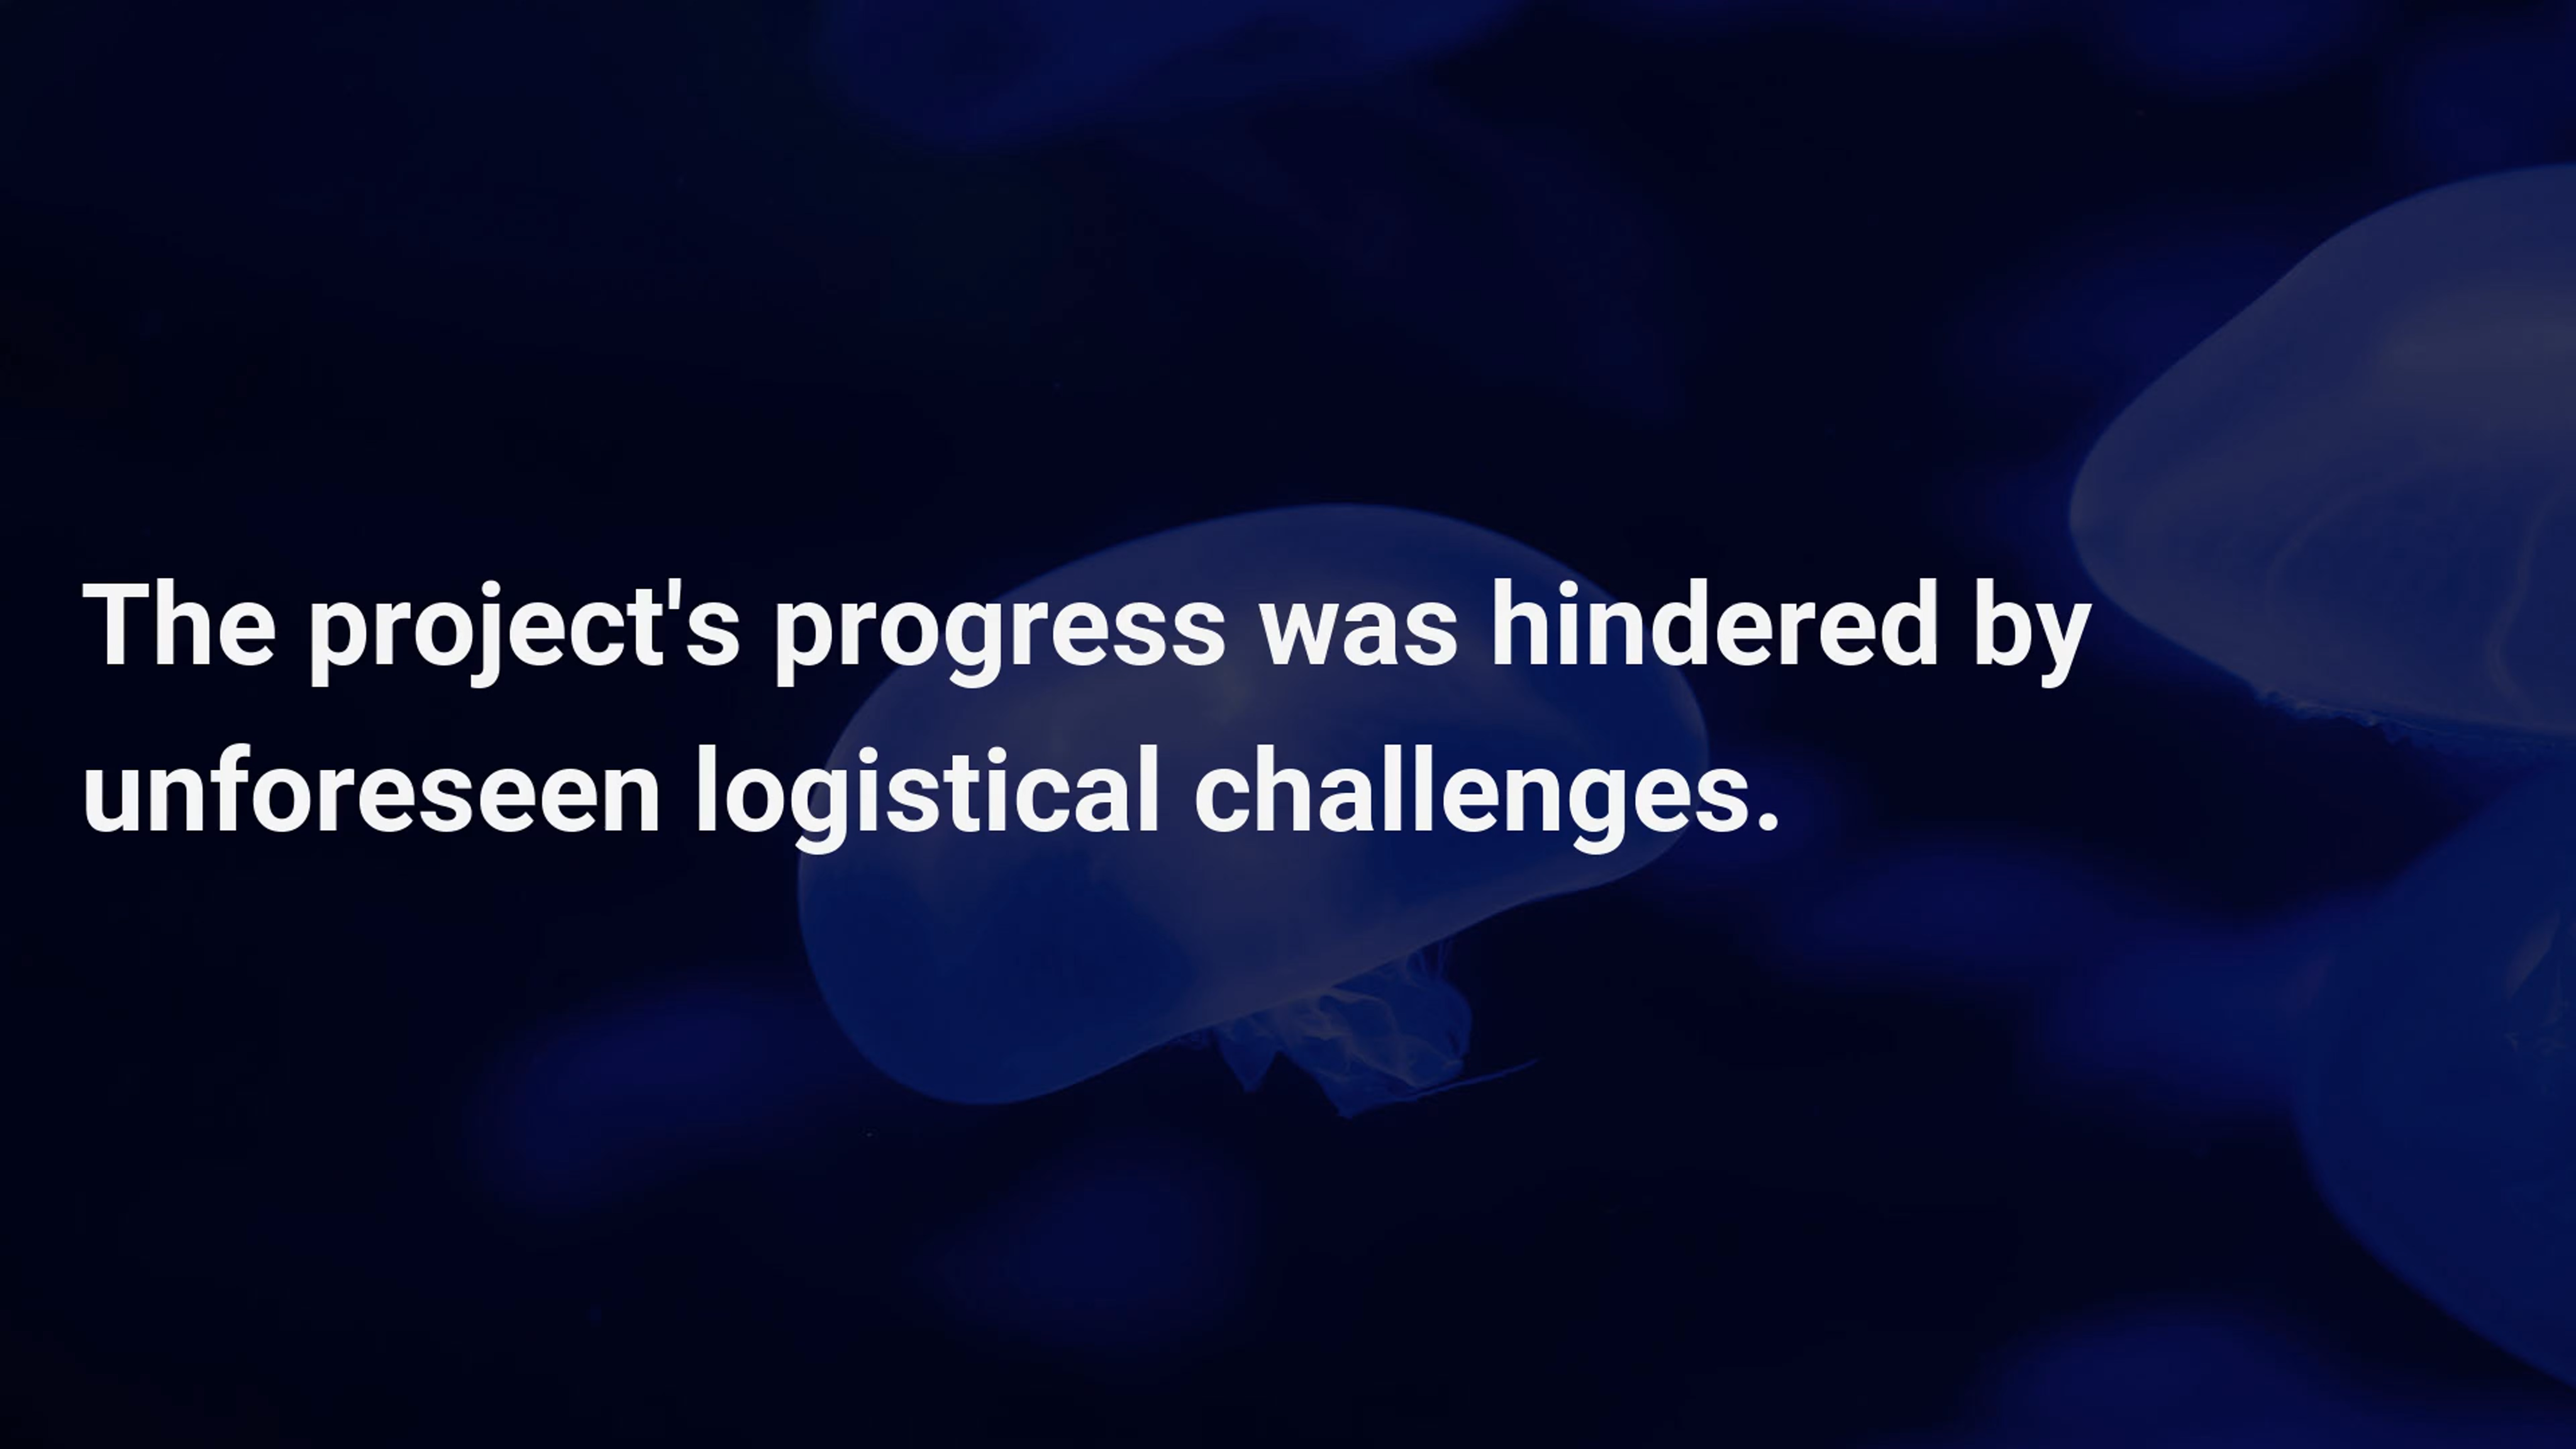 The project's progress was hindered by
unforeseen logistical challenges.